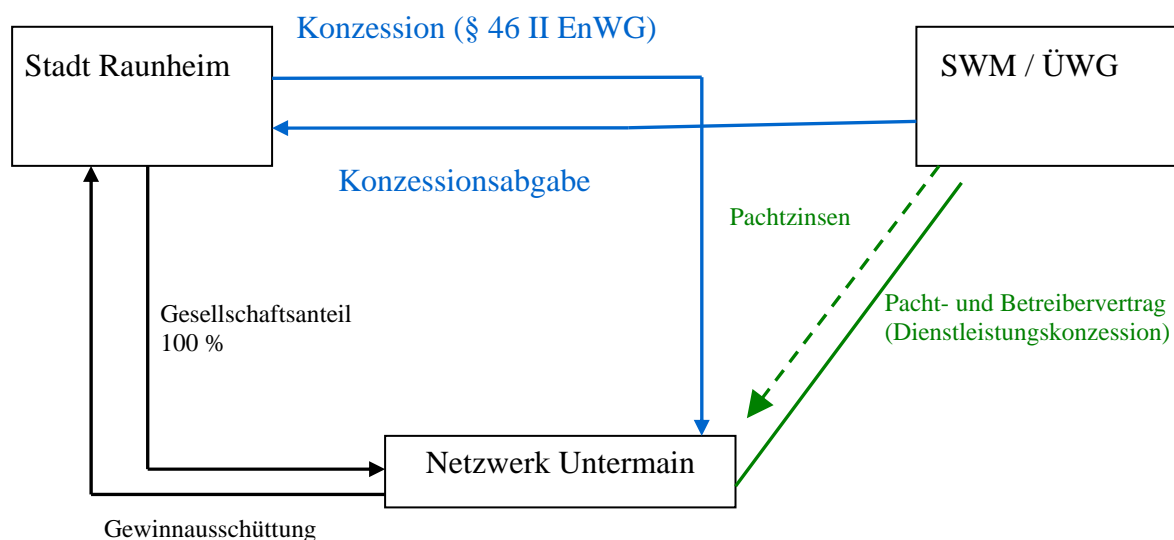 Konzession (§ 46 II EnWG)
Stadt Raunheim
SWM / ÜWG
Konzessionsabgabe
Pachtzinsen
Pacht- und Betreibervertrag
(Dienstleistungskonzession)
Gesellschaftsanteil
100 %
Netzwerk Untermain
Gewinnausschüttung